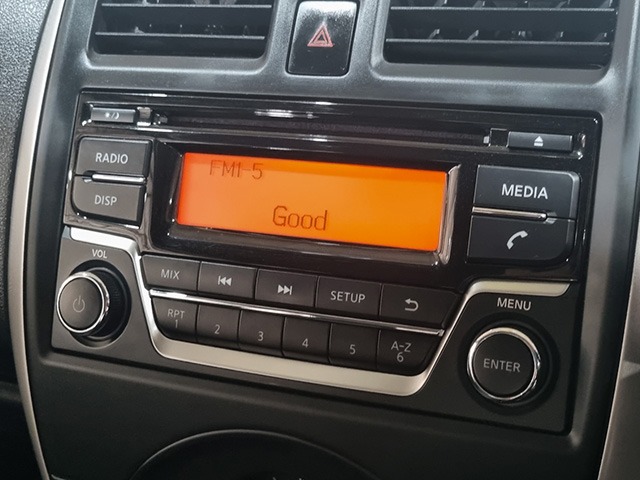 RADIO
DISP
FM1-5
Good
MEDIA
VOL
MIX
SETUP
MENU
RPT
1
2
3
4
5
A-Z
6
ENTER